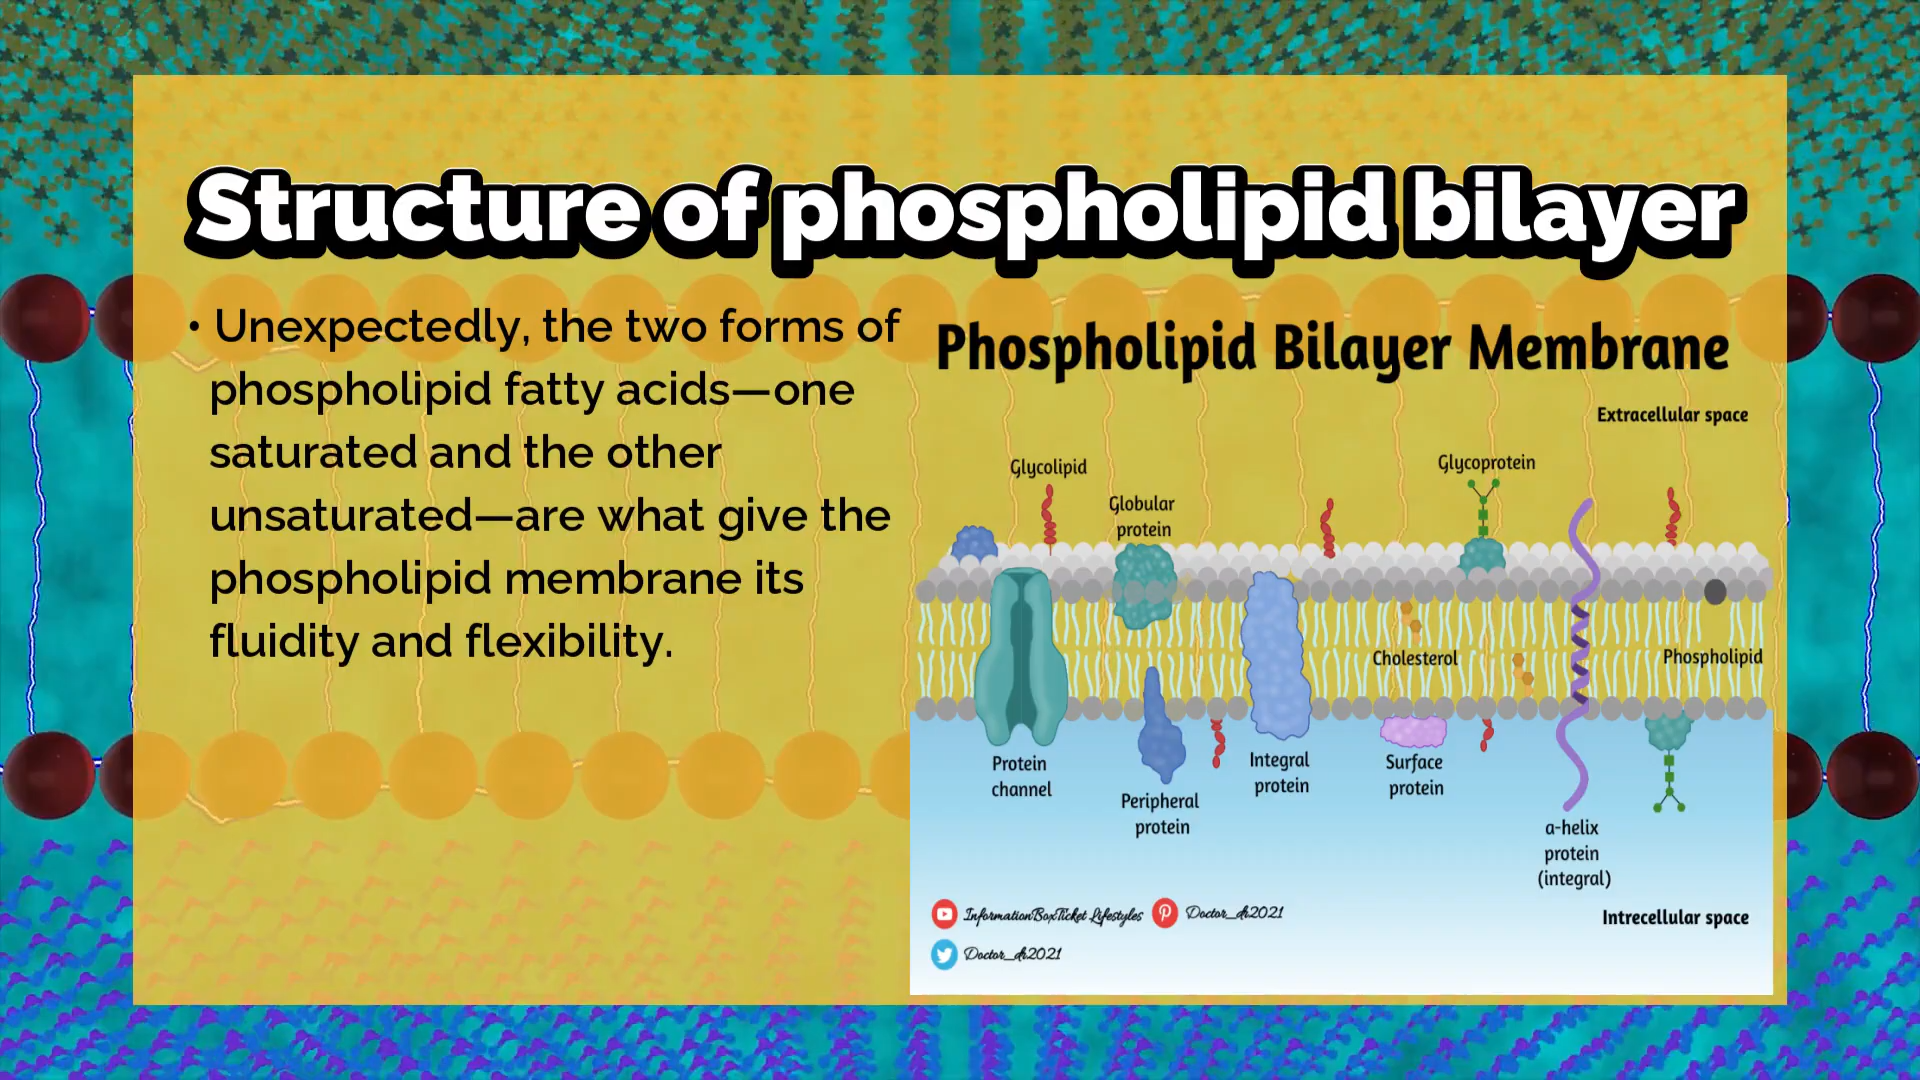 Structure of phospholipid bilayer
• Unexpectedly, the two forms of
phospholipid fatty acids—one
saturated and the other
unsaturated—are what give the
phospholipid membrane its
fluidity and flexibility.
Phospholipid Bilayer Membrane
Extracellular space
Glycolipid
Globular
protein
Glycoprotein
Cholesterol
Phospholipid
Protein
channel
Peripheral
protein
Integral
protein
Surface
protein
a-helix
protein
(integral)
Intrecellular space
InformationBoxTicket Lifestyles
Doctor_dr2021
Doctor_dr2021